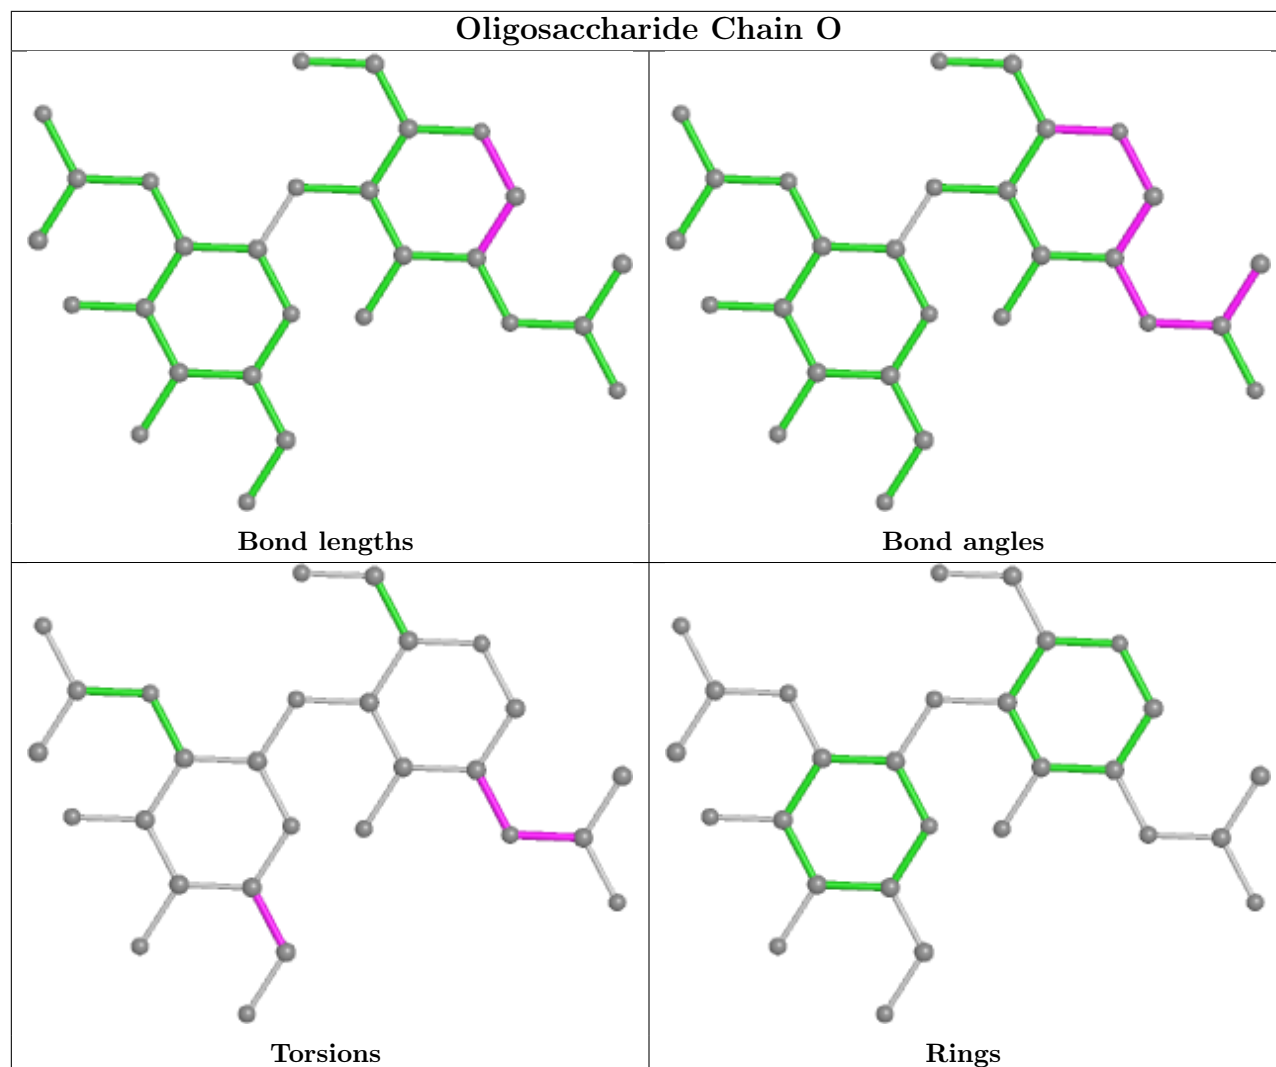 Oligosaccharide Chain O
Bond lengths
Bond angles
Torsions
Rings